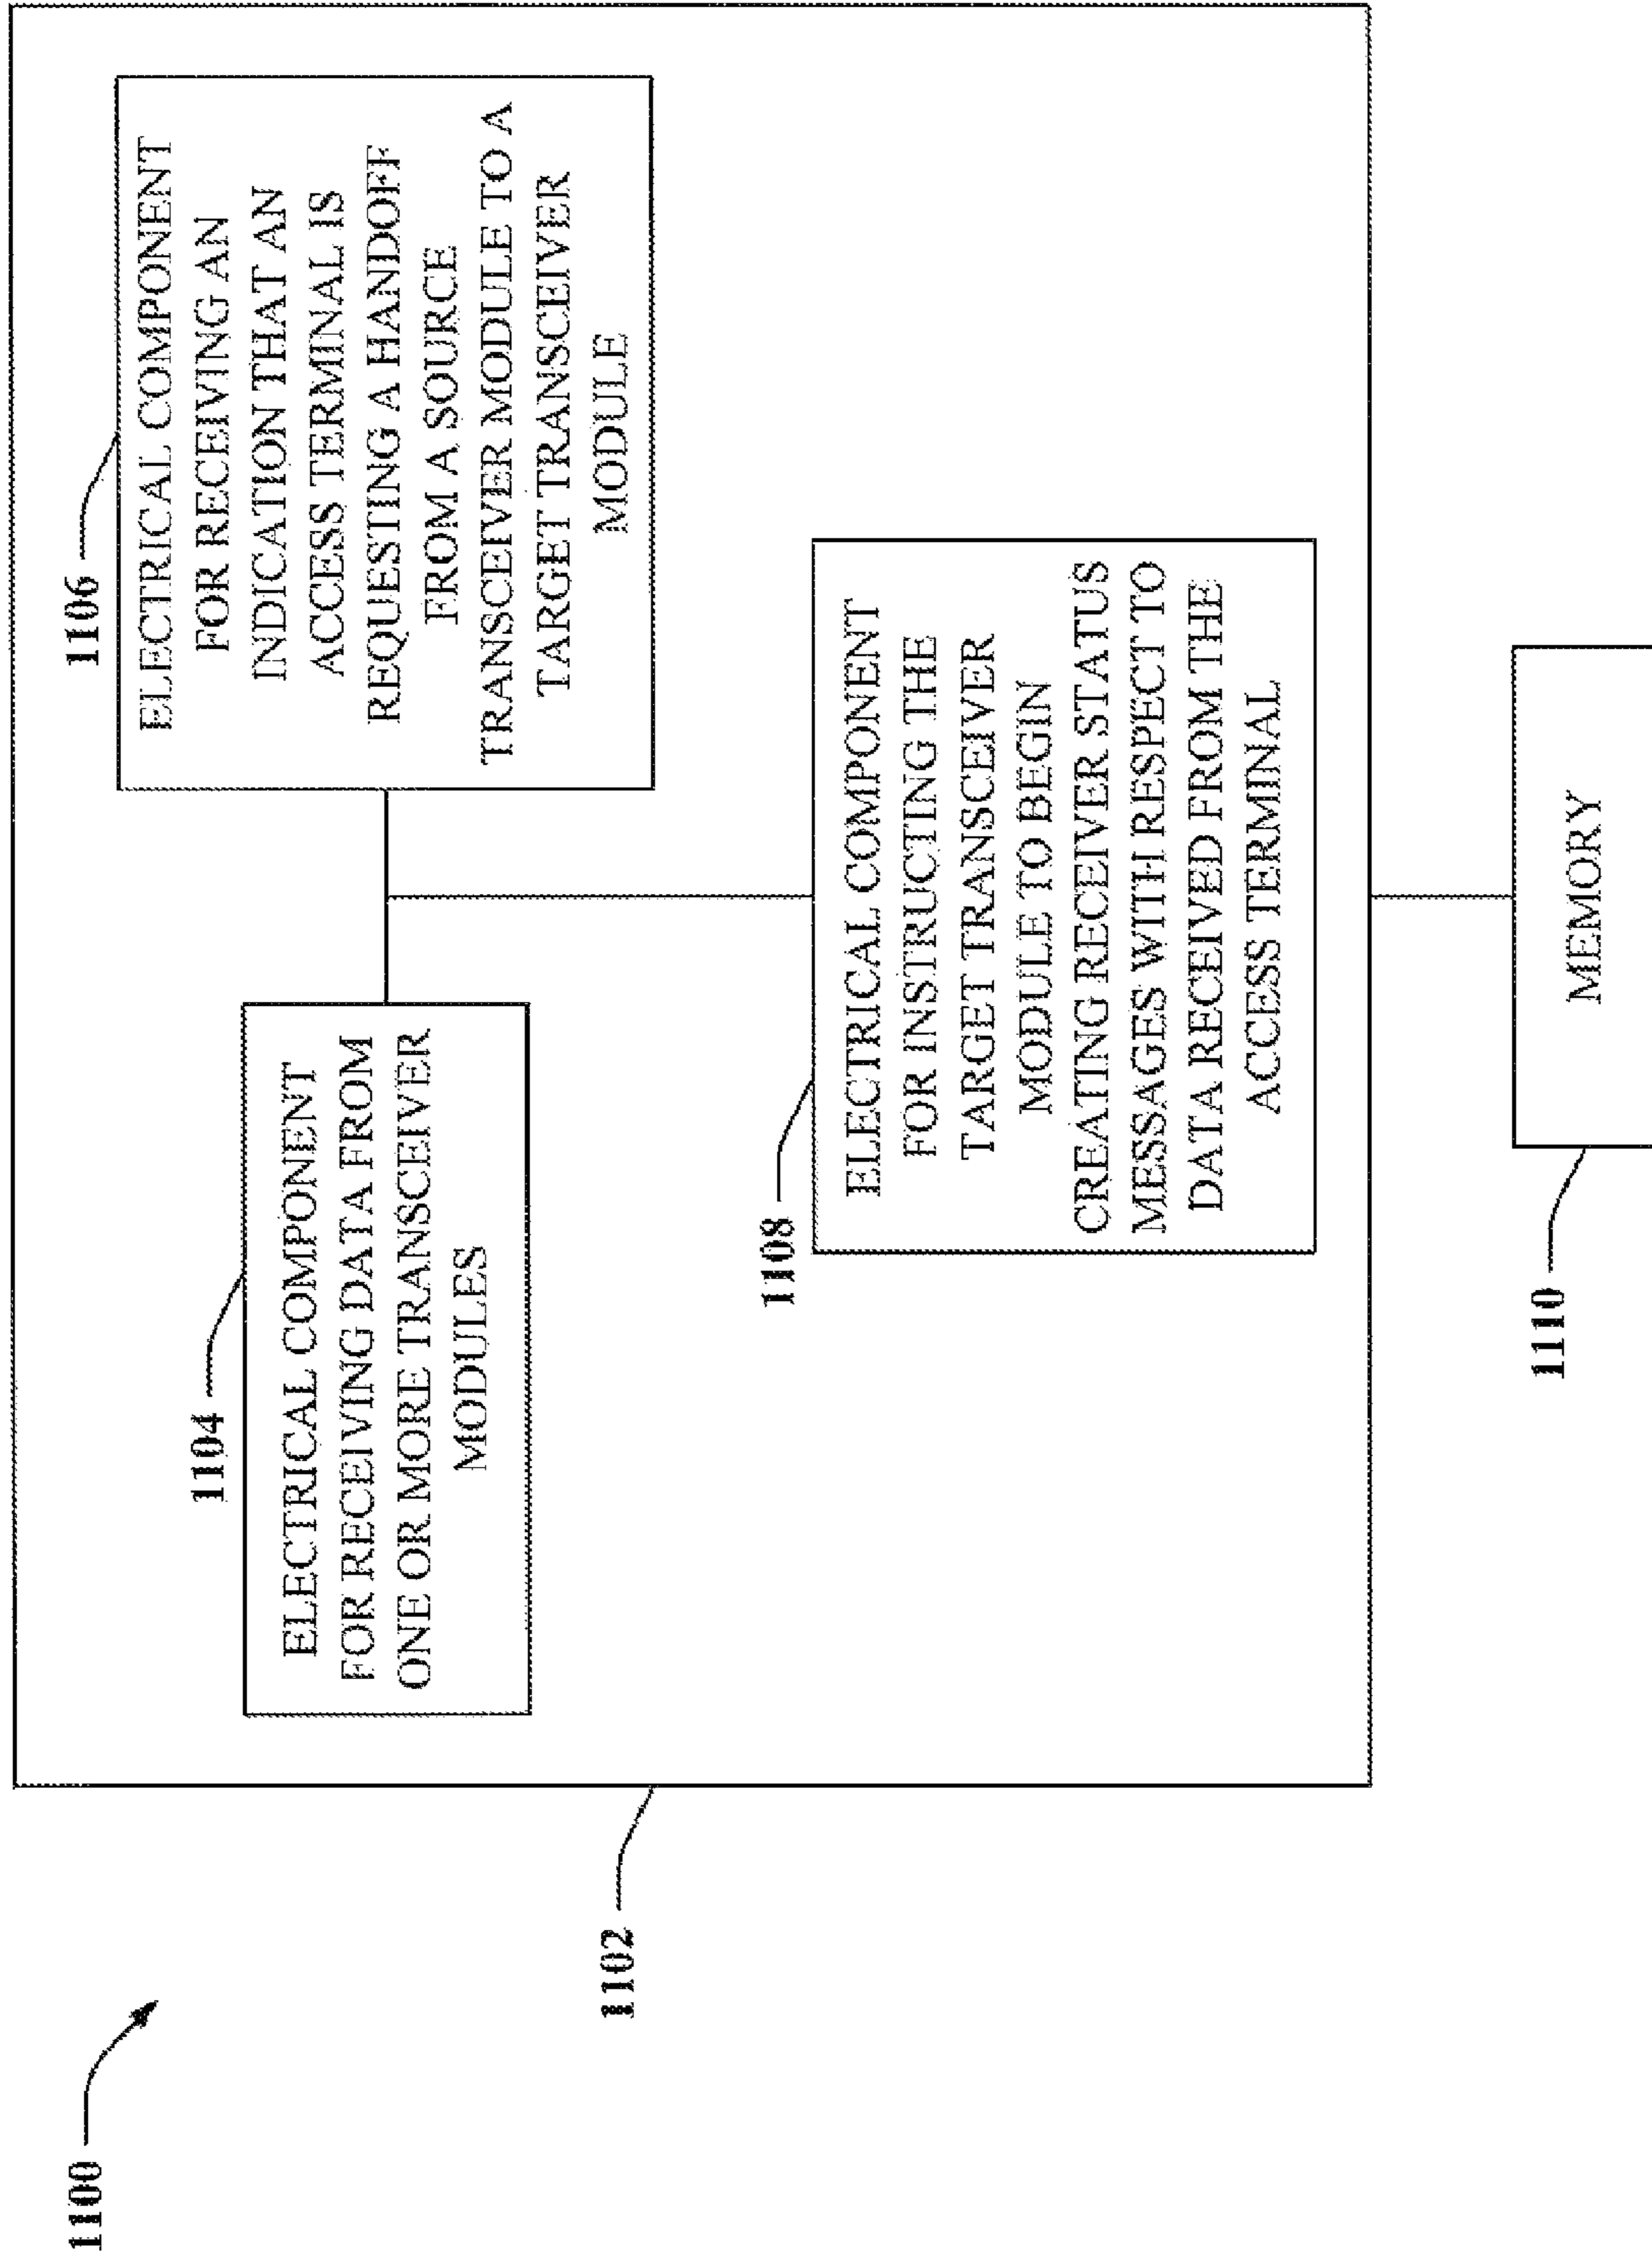 1100
1102
1104
ELECTRICAL COMPONENT
FOR RECEIVING DATA FROM
ONE OR MORE TRANSCEIVER
MODULES
1106
ELECTRICAL COMPONENT
FOR RECEIVING AN
INDICATION THAT AN
ACCESS TERMINAL IS
REQUESTING A HANDOFF
FROM A SOURCE
TRANSCEIVER MODULE TO A
TARGET TRANSCEIVER
MODULE
1108
ELECTRICAL COMPONENT
FOR INSTRUCTING THE
TARGET TRANSCEIVER
MODULE TO BEGIN
CREATING RECEIVER STATUS
MESSAGES WITH RESPECT TO
DATA RECEIVED FROM THE
ACCESS TERMINAL
1110
MEMORY